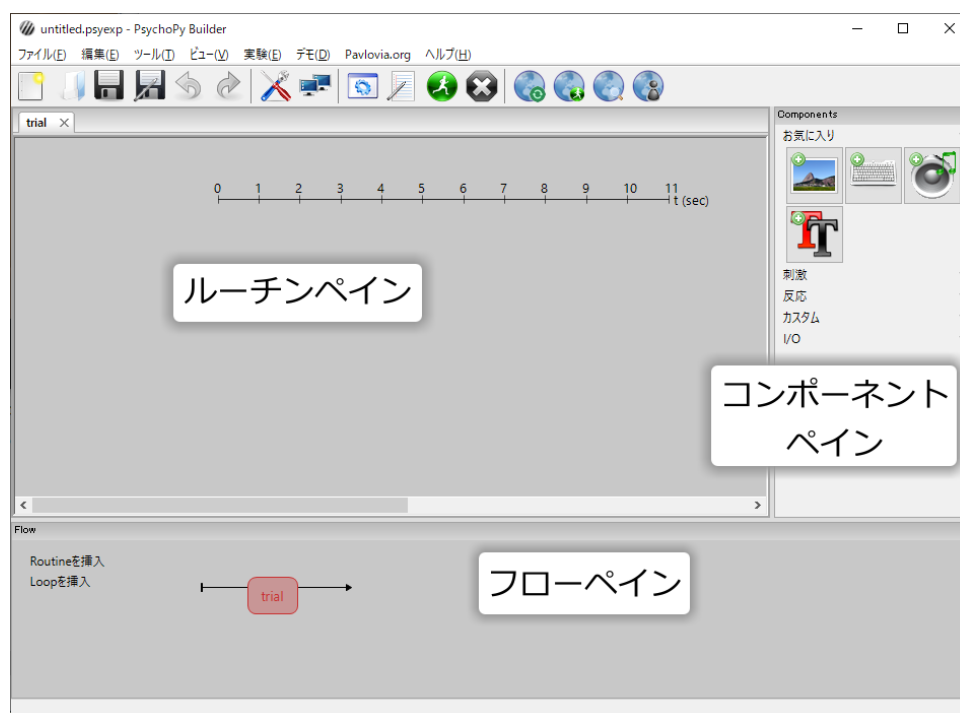 untitled.psyexp - PsychoPy Builder
ファイル(F) 編集(E) ツール(T) ビュー(V) 実験(E) デモ(D) Pavlovia.org ヘルプ(H)
trial
Components
お気に入り
0 1 2 3 4 5 6 7 8 9 10 11
t (sec)
ルーチンペイン
刺激
反応
カスタム
I/O
コンポーネント
ペイン
Flow
Routineを挿入
Loopを挿入
trial
フローペイン